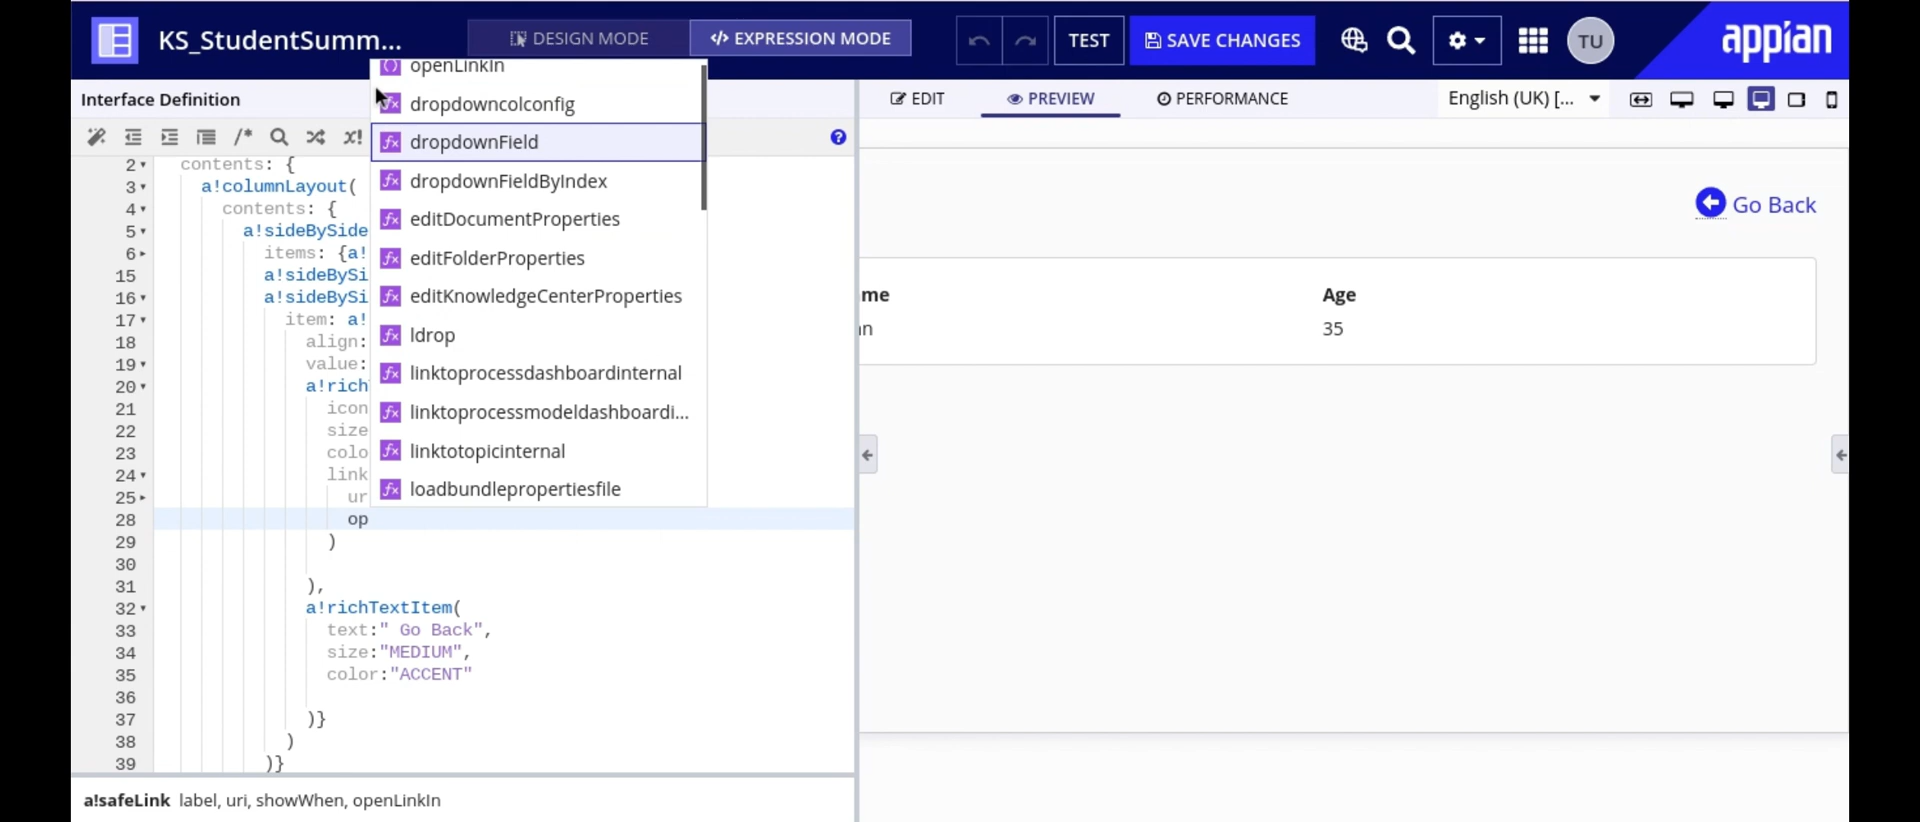 KS_StudentSumm...
DESIGN MODE
</> EXPRESSION MODE
TEST
SAVE CHANGES
TU
appian
Interface Definition
EDIT
PREVIEW
PERFORMANCE
English (UK) [...
/*
x!
?
openLinkIn
dropdowncolconfig
dropdownField
dropdownFieldByIndex
editDocumentProperties
editFolderProperties
editKnowledgeCenterProperties
ldrop
linktoprocessdashboardinternal
linktoprocessmodeldashboardi...
linktotopicinternal
loadbundlepropertiesfile
2 contents: {
3 a!columnLayout(
4 contents: {
5 a!sideBySide
6 items: {a!
15 a!sideBySi
16 a!sideBySi
17 item: a!
18 align:
19 value:
20 a!rich
21 icon
22 size
23 colo
24 link
25 ur
28 op
29 )
30
31 ),
32 a!richTextItem(
33 text:" Go Back",
34 size:"MEDIUM",
35 color:"ACCENT"
36
37 )}
38 )
39 )}
a!safeLink label, uri, showWhen, openLinkIn
Go Back
me
Age
n
35